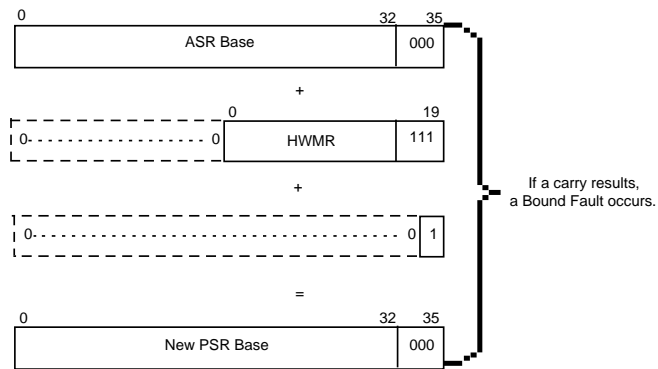 0 32 35
ASR Base 000
+
0 19
0- - - - - - - - - - - - - - - - 0 HWMR 111
+
0- - - - - - - - - - - - - - - - - - - - - - - - - - - - - - - - 0 1
=
0 32 35
New PSR Base 000
If a carry results,
a Bound Fault occurs.